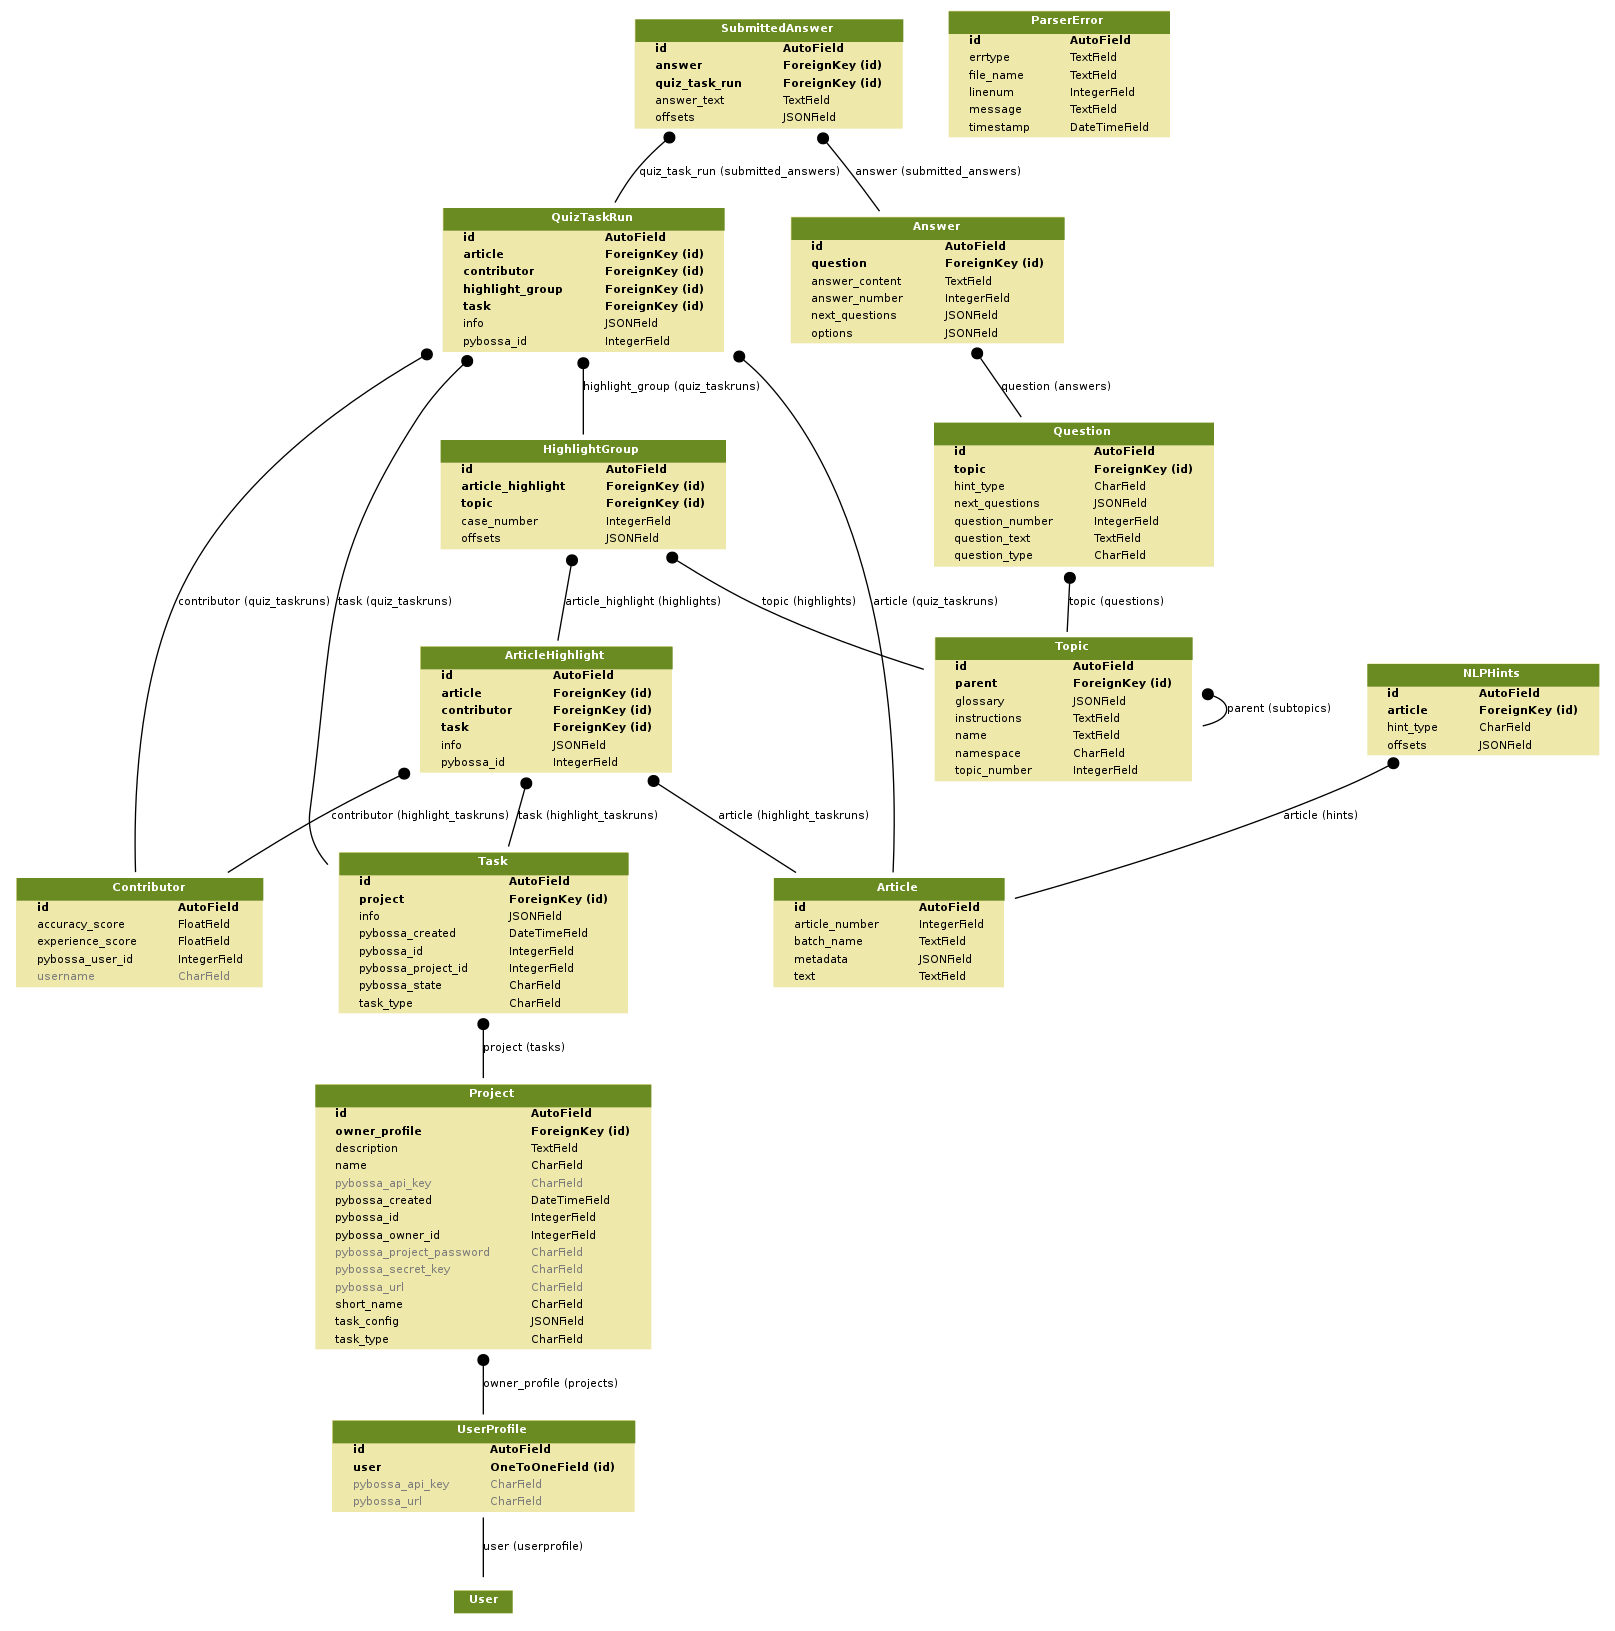 SubmittedAnswer
id AutoField
answer ForeignKey (id)
quiz_task_run ForeignKey (id)
answer_text TextField
offsets JSONField
ParserError
id AutoField
errtype TextField
file_name TextField
linenum IntegerField
message TextField
timestamp DateTimeField
quiz_task_run (submitted_answers)
answer (submitted_answers)
QuizTaskRun
id AutoField
article ForeignKey (id)
contributor ForeignKey (id)
highlight_group ForeignKey (id)
task ForeignKey (id)
info JSONField
pybossa_id IntegerField
Answer
id AutoField
question ForeignKey (id)
answer_content TextField
answer_number IntegerField
next_questions JSONField
options JSONField
highlight_group (quiz_taskruns)
question (answers)
HighlightGroup
id AutoField
article_highlight ForeignKey (id)
topic ForeignKey (id)
case_number IntegerField
offsets JSONField
Question
id AutoField
topic ForeignKey (id)
hint_type CharField
next_questions JSONField
question_number IntegerField
question_text TextField
question_type CharField
contributor (quiz_taskruns)
task (quiz_taskruns)
article_highlight (highlights)
topic (highlights)
article (quiz_taskruns)
topic (questions)
ArticleHighlight
id AutoField
article ForeignKey (id)
contributor ForeignKey (id)
task ForeignKey (id)
info JSONField
pybossa_id IntegerField
Topic
id AutoField
parent ForeignKey (id)
glossary JSONField
instructions TextField
name TextField
namespace CharField
topic_number IntegerField
parent (subtopics)
NLPHints
id AutoField
article ForeignKey (id)
hint_type CharField
offsets JSONField
contributor (highlight_taskruns)
task (highlight_taskruns)
article (highlight_taskruns)
article (hints)
Contributor
id AutoField
accuracy_score FloatField
experience_score FloatField
pybossa_user_id IntegerField
username CharField
Task
id AutoField
project ForeignKey (id)
info JSONField
pybossa_created DateTimeField
pybossa_id IntegerField
pybossa_project_id IntegerField
pybossa_state CharField
task_type CharField
Article
id AutoField
article_number IntegerField
batch_name TextField
metadata JSONField
text TextField
project (tasks)
Project
id AutoField
owner_profile ForeignKey (id)
description TextField
name CharField
pybossa_api_key CharField
pybossa_created DateTimeField
pybossa_id IntegerField
pybossa_owner_id IntegerField
pybossa_project_password CharField
pybossa_secret_key CharField
pybossa_url CharField
short_name CharField
task_config JSONField
task_type CharField
owner_profile (projects)
UserProfile
id AutoField
user OneToOneField (id)
pybossa_api_key CharField
pybossa_url CharField
user (userprofile)
User